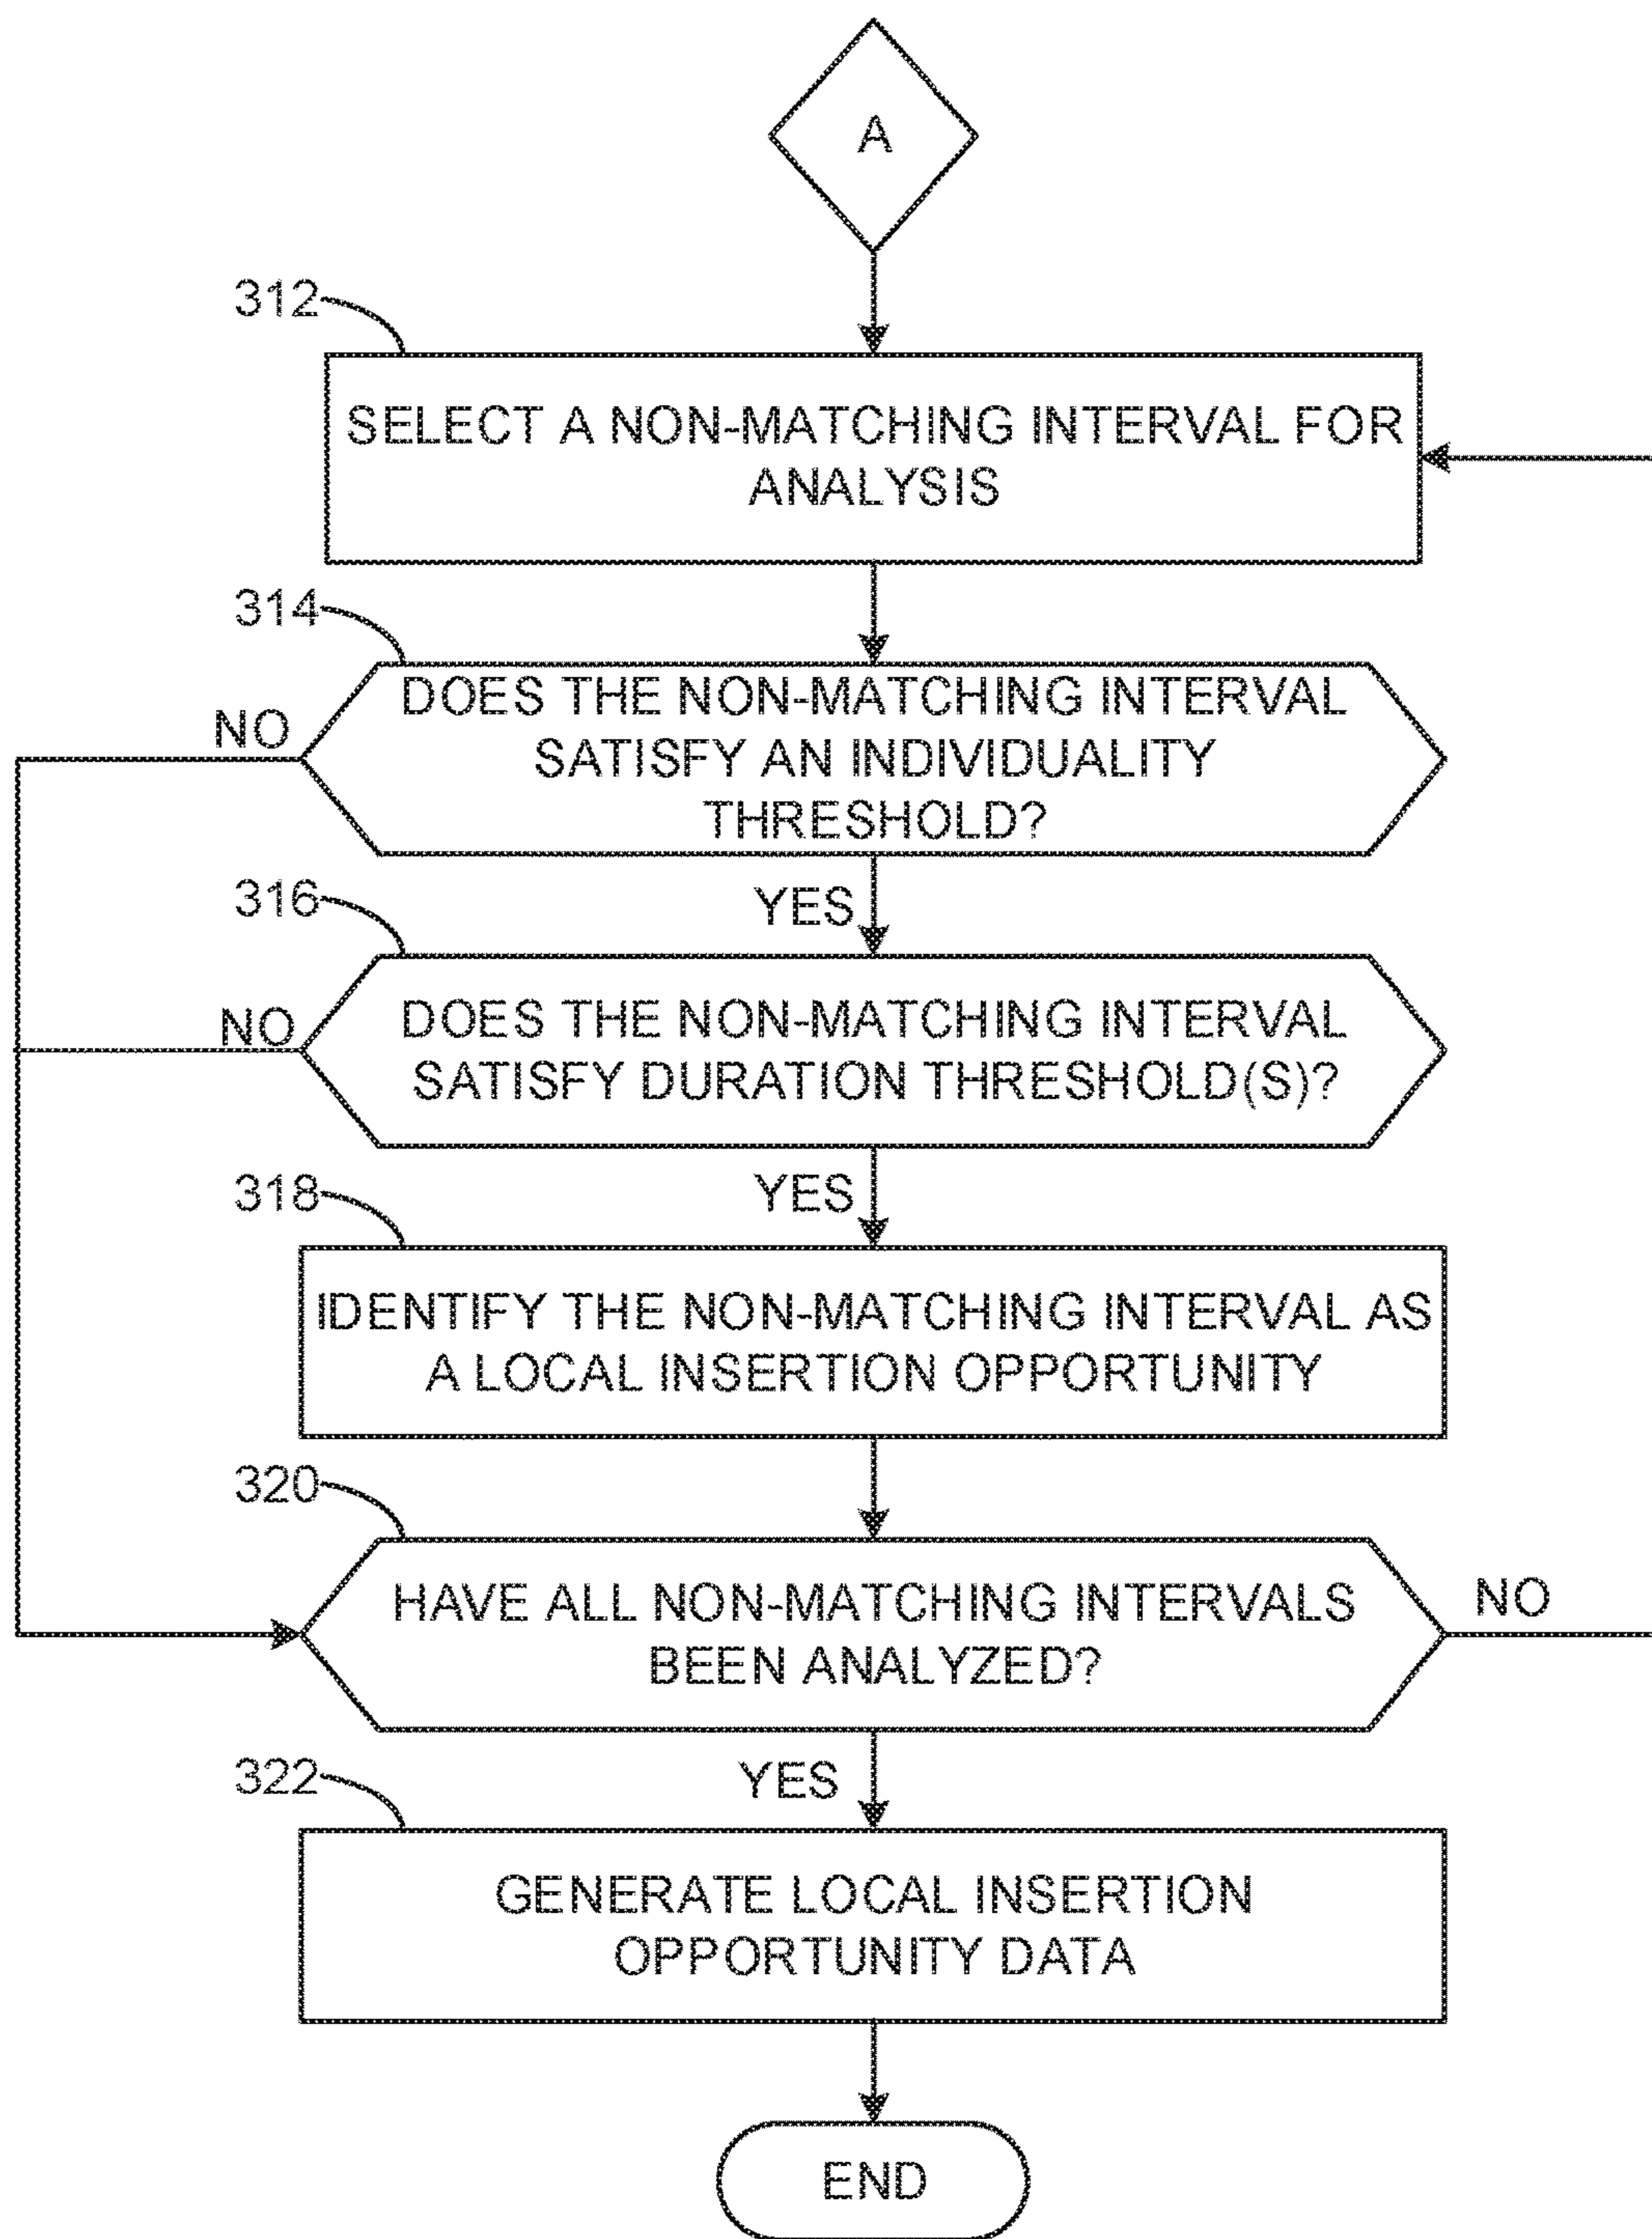 A
312
SELECT A NON-MATCHING INTERVAL FOR
ANALYSIS
314
DOES THE NON-MATCHING INTERVAL
SATISFY AN INDIVIDUALITY
THRESHOLD?
NO
YES
316
DOES THE NON-MATCHING INTERVAL
SATISFY DURATION THRESHOLD(S)?
NO
YES
318
IDENTIFY THE NON-MATCHING INTERVAL AS
A LOCAL INSERTION OPPORTUNITY
320
HAVE ALL NON-MATCHING INTERVALS
BEEN ANALYZED?
NO
YES
322
GENERATE LOCAL INSERTION
OPPORTUNITY DATA
END